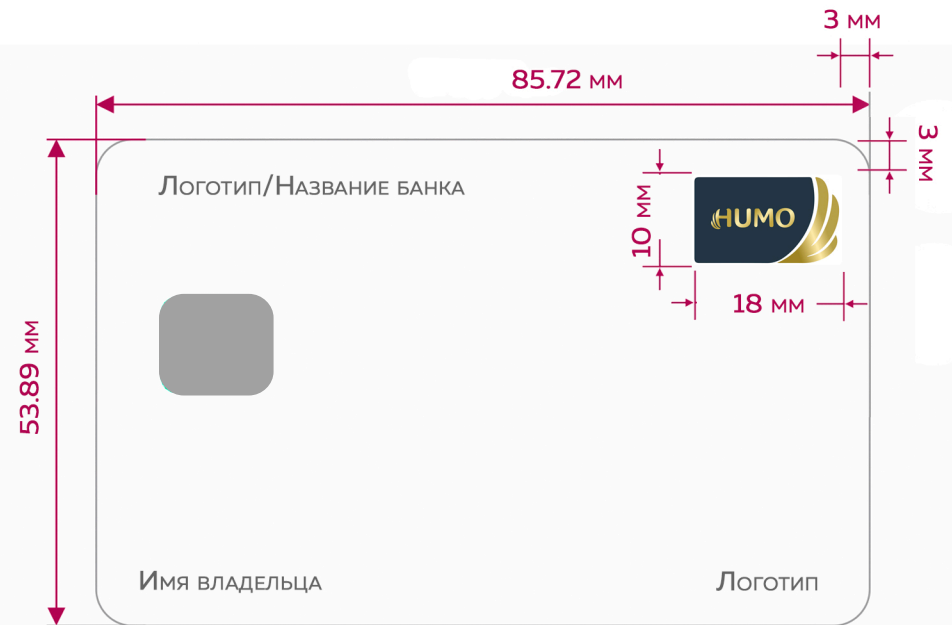 3 мм
85.72 мм
3 мм
Логотип/Название банка
10 мм
HUMO
18 мм
53.89 мм
Имя владельца
Логотип